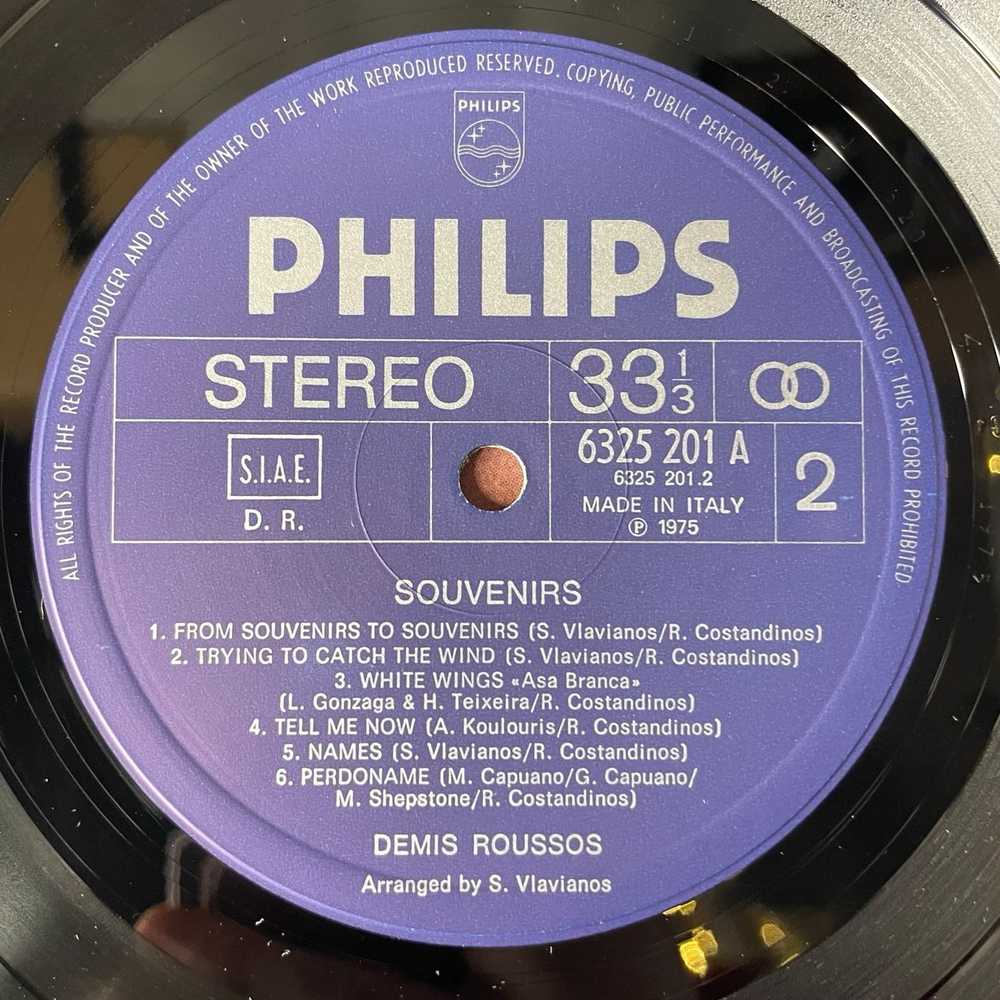 ALL RIGHTS OF THE RECORD PRODUCER AND OF THE OWNER OF THE WORK REPRODUCED RESERVED. COPYING, PUBLIC PERFORMANCE AND BROADCASTING OF THIS RECORD PROHIBITED
PHILIPS
PHILIPS
STEREO 33 1/3
S.I.A.E.
D. R.
6325 201 A
6325 201.2
MADE IN ITALY
℗ 1975
2
SOUVENIRS
1. FROM SOUVENIRS TO SOUVENIRS (S. Vlavianos/R. Costandinos)
2. TRYING TO CATCH THE WIND (S. Vlavianos/R. Costandinos)
3. WHITE WINGS «Asa Branca»
(L. Gonzaga & H. Teixeira/R. Costandinos)
4. TELL ME NOW (A. Koulouris/R. Costandinos)
5. NAMES (S. Vlavianos/R. Costandinos)
6. PERDONAME (M. Capuano/G. Capuano/
M. Shepstone/R. Costandinos)
DEMIS ROUSSOS
Arranged by S. Vlavianos